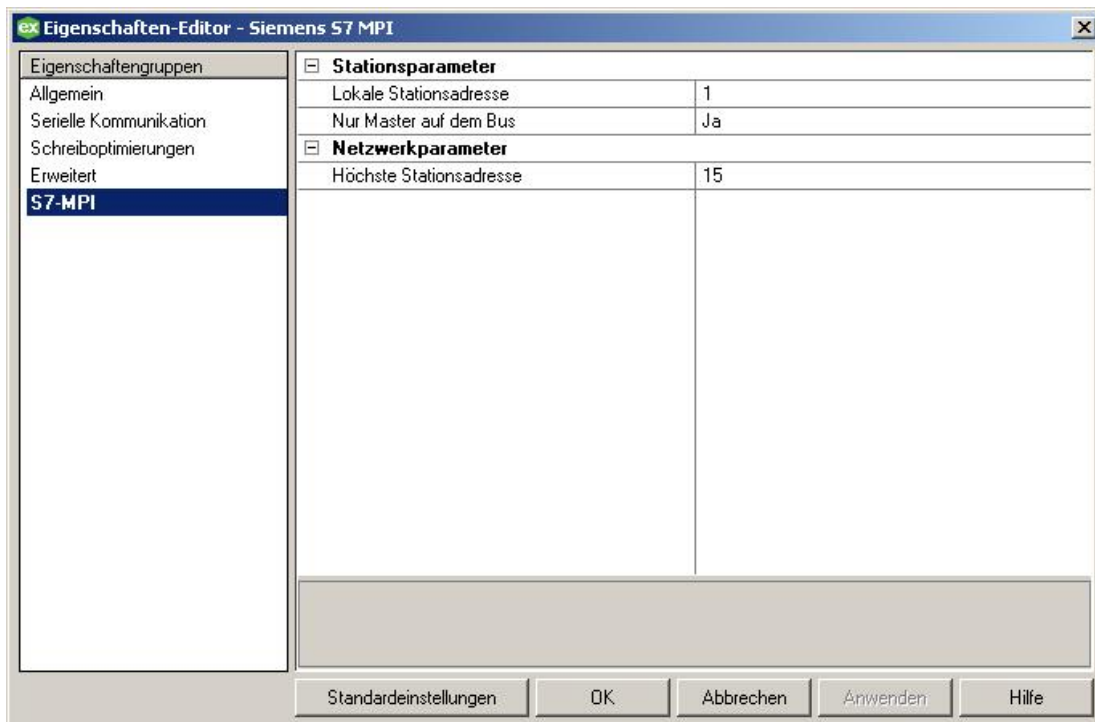 ex Eigenschaften-Editor - Siemens S7 MPI
Eigenschaftengruppen
Allgemein
Serielle Kommunikation
Schreiboptimierungen
Erweitert
S7-MPI
Stationsparameter
Lokale Stationsadresse 1
Nur Master auf dem Bus Ja
Netzwerkparameter
Höchste Stationsadresse 15
Standardeinstellungen OK Abbrechen Anwenden Hilfe